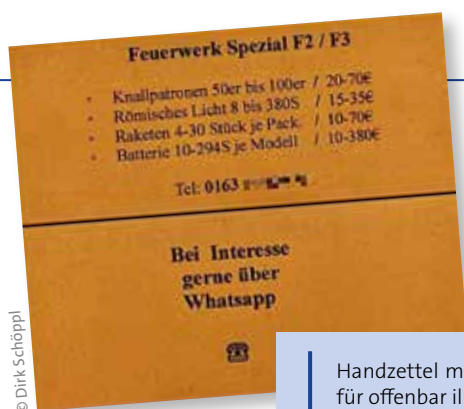 Feuerwerk Spezial F2 / F3
- Knallpatronen 50er bis 100er / 20-70€
- Römisches Licht 8 bis 380S / 15-35€
- Raketen 4-30 Stück je Pack. / 10-70€
- Batterie 10-294S je Modell / 10-380€
Tel: 0163
Bei Interesse
gerne über
Whatsapp
© Dirk Schöppl
Handzettel
für offenbar